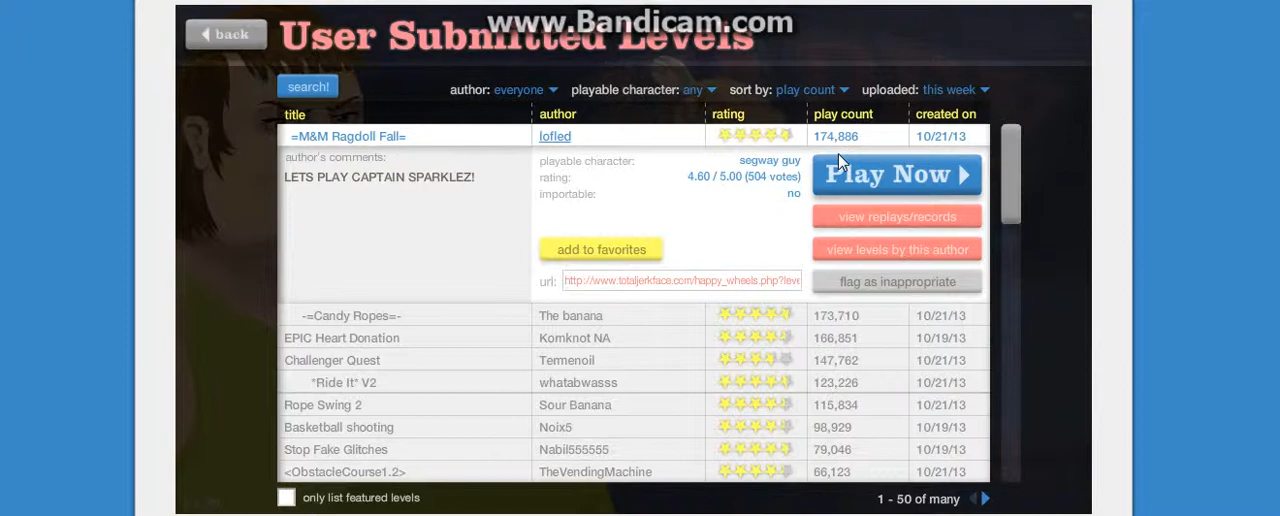 www.Bandicam.com
back
User Submitted Levels
search!
author: everyone playable character: any sort by: play count uploaded: this week
title author rating play count created on
=M&M Ragdoll Fall= lofled 174,886 10/21/13
author's comments:
LETS PLAY CAPTAIN SPARKLEZ!
playable character: segway guy
rating: 4.60 / 5.00 (504 votes)
importable: no
Play Now
view replays/records
add to favorites
view levels by this author
url: http://www.totaljerkface.com/happy_wheels.php?leve
flag as inappropriate
-=Candy Ropes=- The banana 173,710 10/21/13
EPIC Heart Donation Komknot NA 166,851 10/19/13
Challenger Quest Termenoil 147,762 10/21/13
*Ride It* V2 whatabwasss 123,226 10/21/13
Rope Swing 2 Sour Banana 115,834 10/21/13
Basketball shooting Noix5 98,929 10/19/13
Stop Fake Glitches Nabil555555 79,046 10/19/13
<ObstacleCourse1.2> TheVendingMachine 66,123 10/21/13
only list featured levels
1 - 50 of many